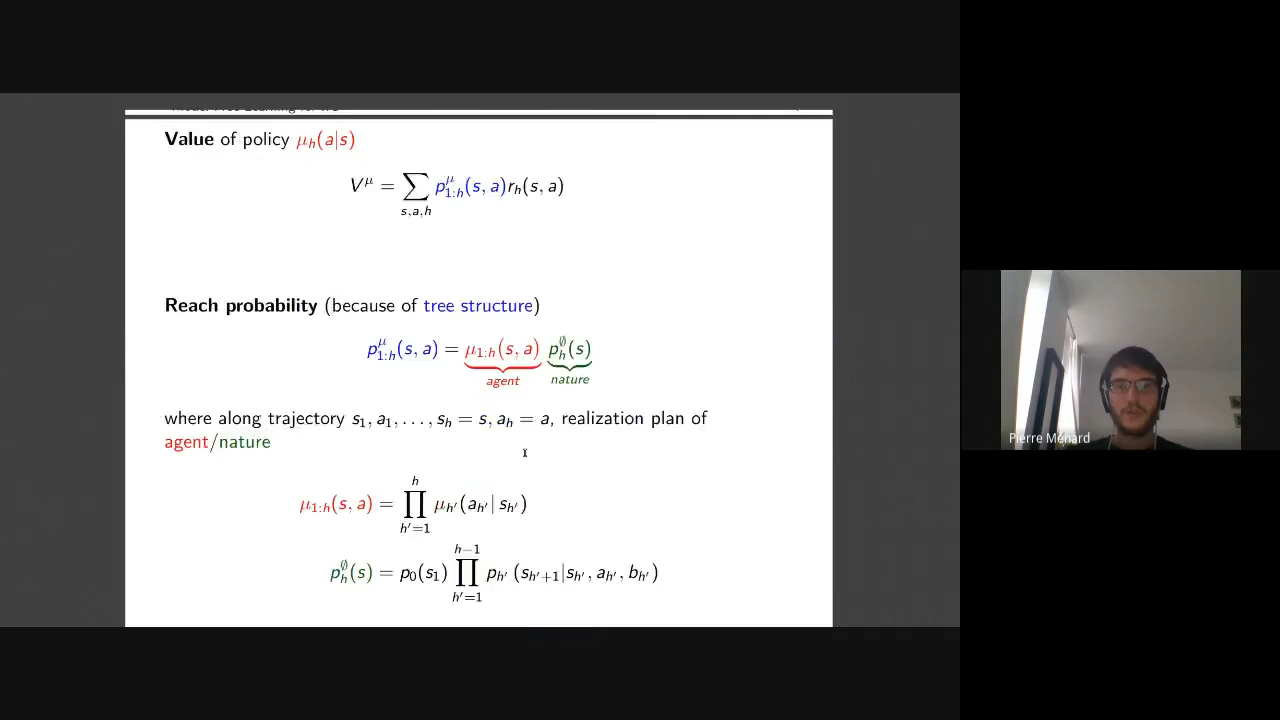 Value of policy μ_h(a|s)
V^μ = ∑_{s,a,h} p^μ_{1:h}(s, a)r_h(s, a)
Reach probability (because of tree structure)
p^μ_{1:h}(s, a) = μ_{1:h}(s, a) p^∅_h(s)
agent nature
where along trajectory s_1, a_1, . . . , s_h = s, a_h = a, realization plan of
agent/nature
μ_{1:h}(s, a) = ∏_{h'=1}^{h} μ_{h'}(a_{h'}| s_{h'})
p^∅_h(s) = p_0(s_1) ∏_{h'=1}^{h−1} p_{h'} (s_{h'+1}|s_{h'}, a_{h'}, b_{h'})
Pierre Ménard